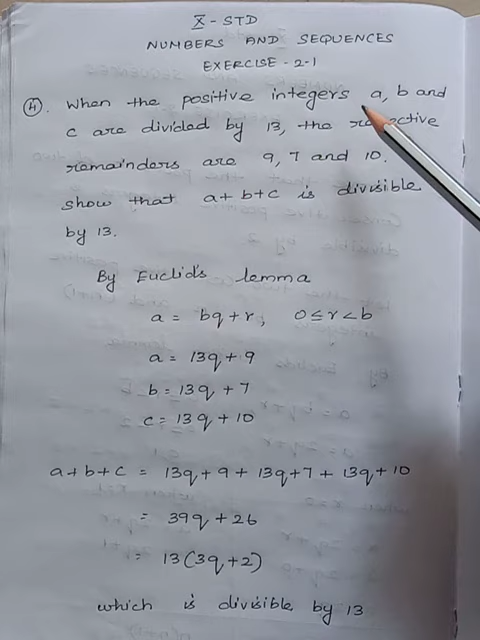 X - STD
NUMBERS AND SEQUENCES
EXERCISE - 2-1
4. When the positive integers a, b and
c are divided by 13, the respective
remainders are 9, 7 and 10.
show that a+b+c is divisible
by 13.
By Euclid's lemma
a = bq + r, 0 ≤ r < b
a = 13q + 9
b = 13q + 7
c = 13q + 10
a+b+c = 13q + 9 + 13q + 7 + 13q + 10
= 39q + 26
= 13(3q+2)
which is divisible by 13